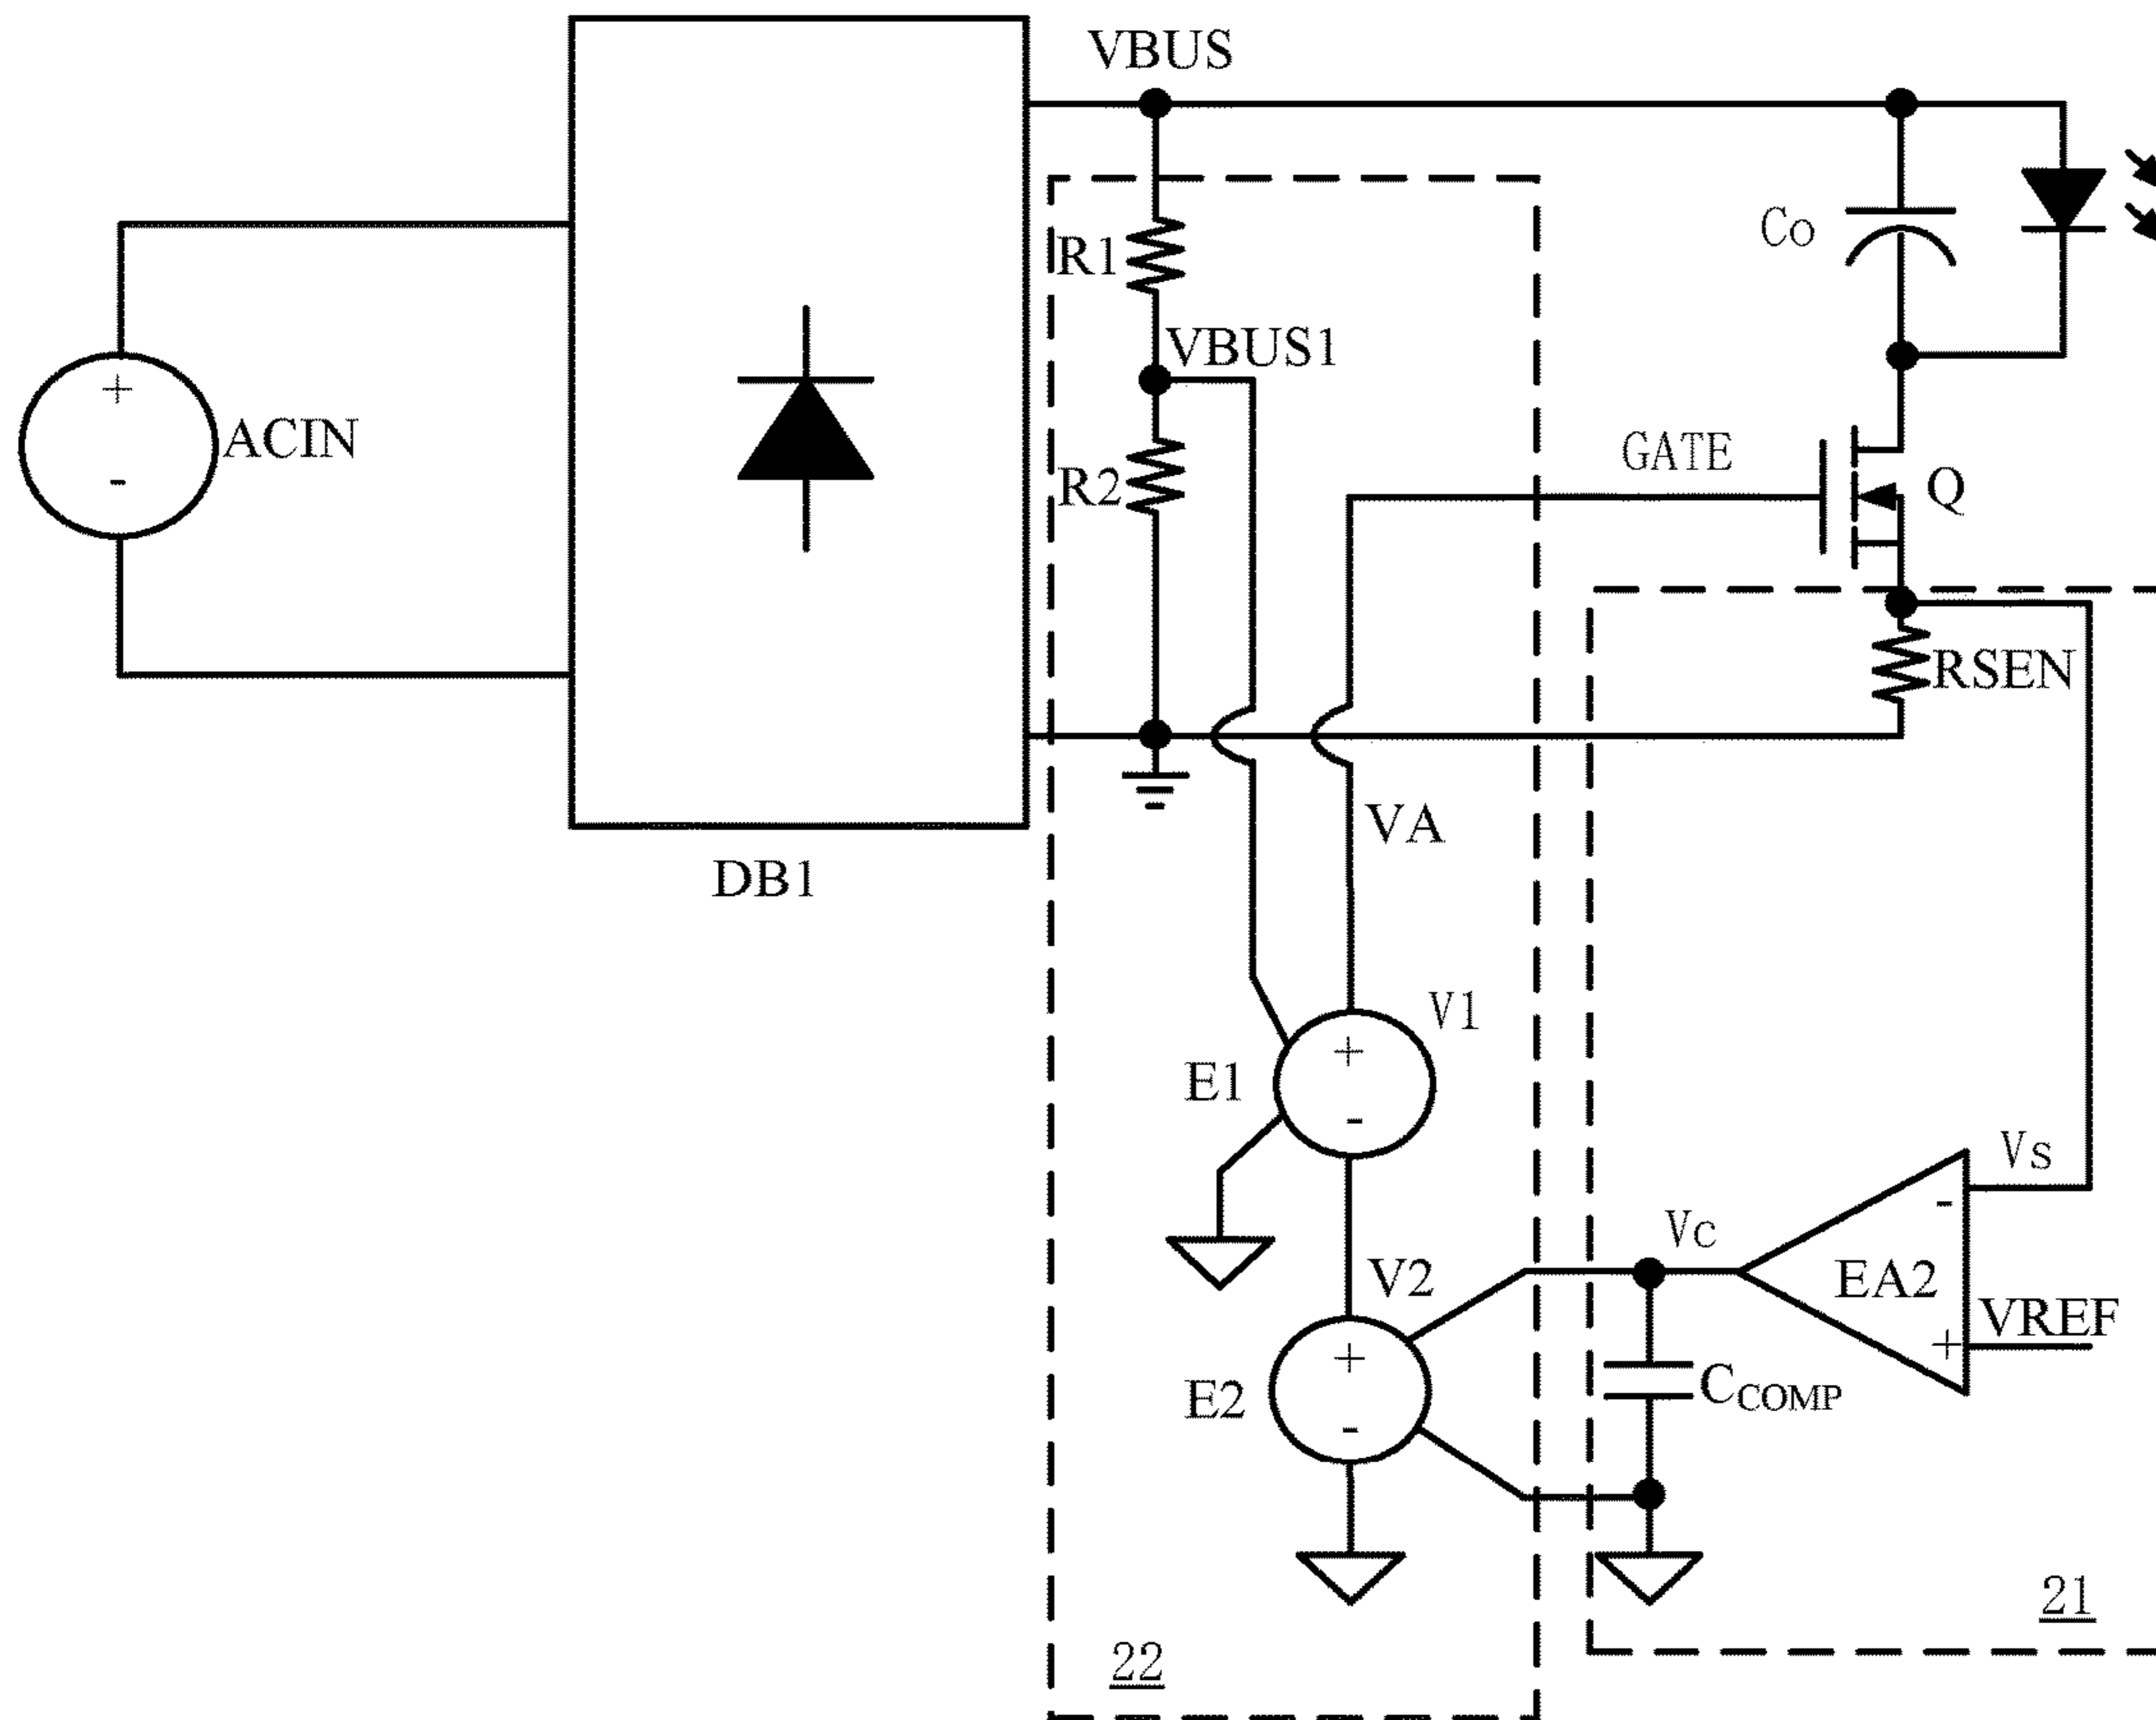 VBUS
Co
R1
VBUS1
ACIN
+
-
GATE
R2
Q
RSEN
VA
DB1
V1
+
E1
-
Vs
-
Vc
V2
EA2
VREF
+
+
E2
CCOMP
-
21
22